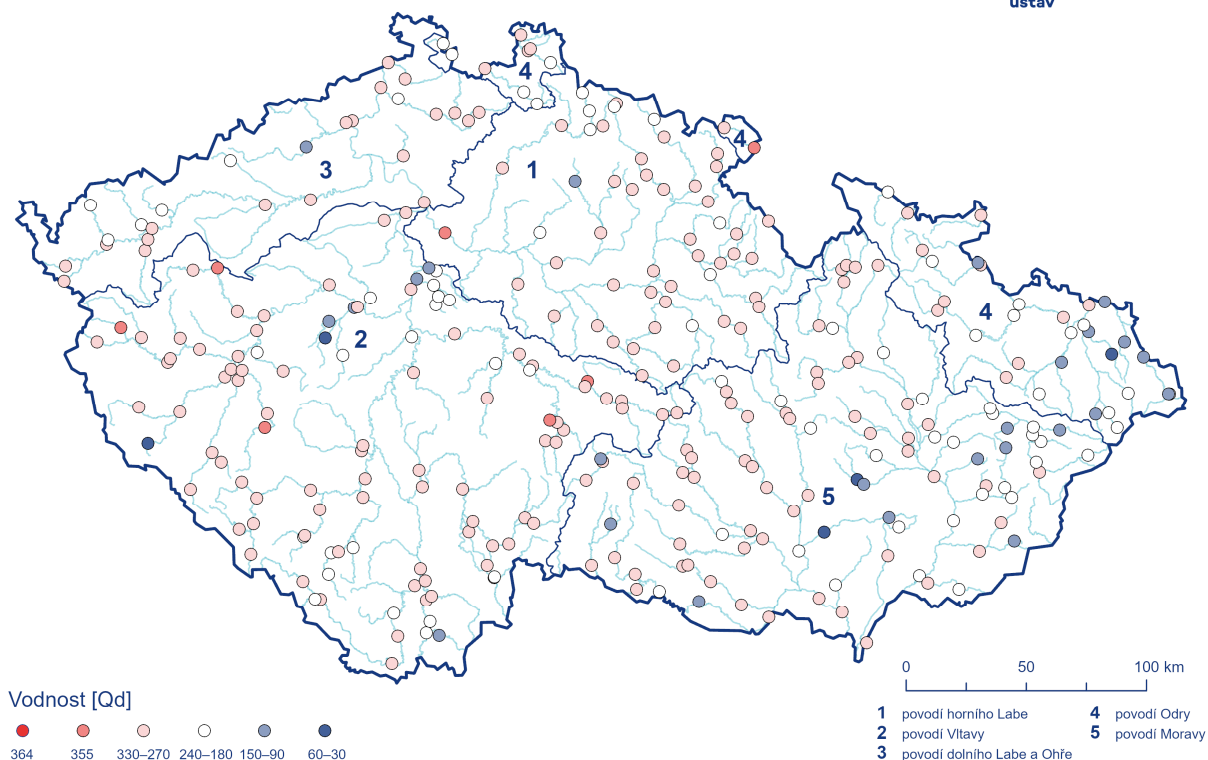 ústav
4
4
3
1
4
2
5
0 50 100 km
Vodnost [Qd]
364 355 330–270 240–180 150–90 60–30
1 povodí horního Labe
2 povodí Vltavy
3 povodí dolního Labe a Ohře
4 povodí Odry
5 povodí Moravy